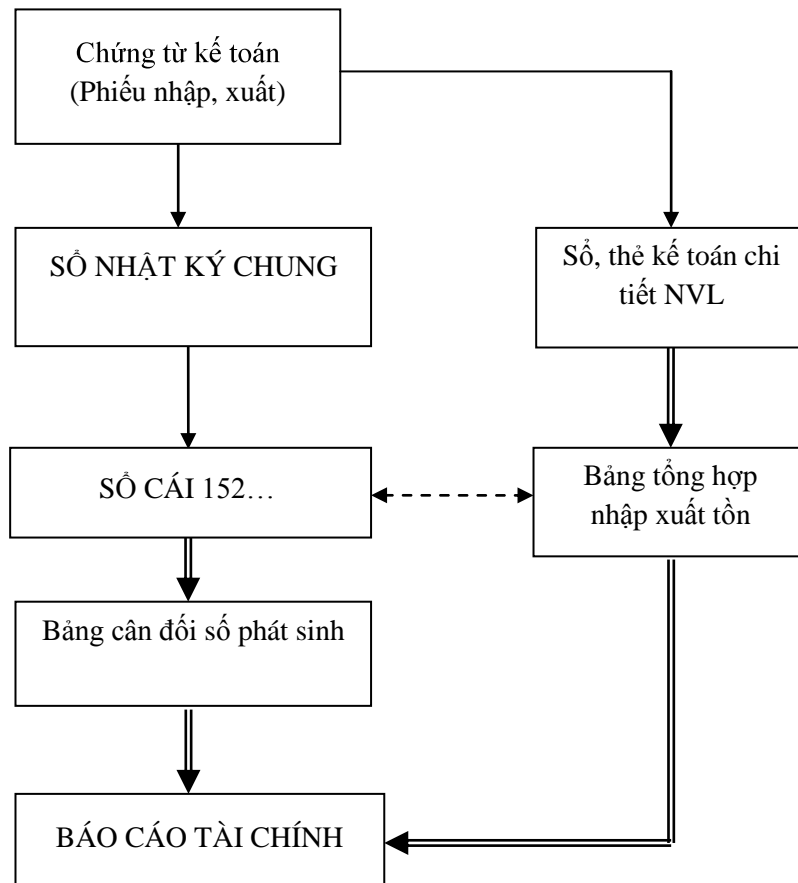 Chứng từ kế toán
(Phiếu nhập, xuất)
SỔ NHẬT KÝ CHUNG
Sổ, thẻ kế toán chi
tiết NVL
SỔ CÁI 152…
Bảng tổng hợp
nhập xuất tồn
Bảng cân đối số phát sinh
BÁO CÁO TÀI CHÍNH